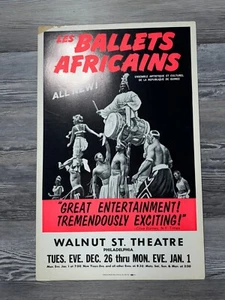 LES BALLETS
AFRICAINS
ENSEMBLE ARTISTIQUE ET CULTUREL
DE LA REPUBLIQUE DE GUINEE
ALL NEW!
"GREAT ENTERTAINMENT!
TREMENDOUSLY EXCITING!"
WALNUT ST. THEATRE
PHILADELPHIA
TUES. EVE. DEC. 26 thru MON. EVE. JAN. 1